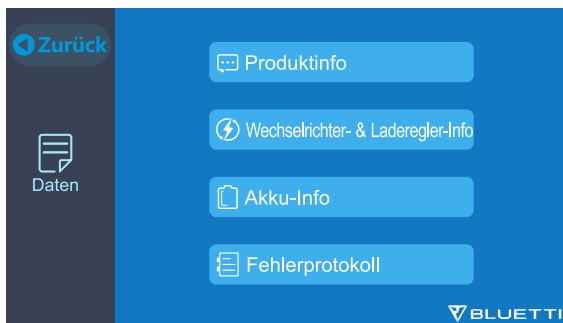 Zurück
Daten
Produktinfo
Wechselrichter- & Laderegler-Info
Akku-Info
Fehlerprotokoll
BLUETTI